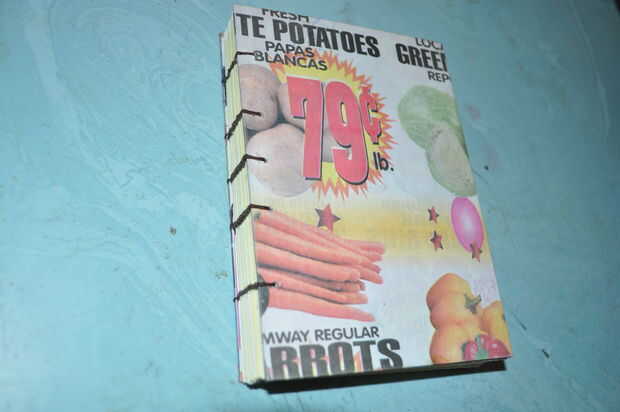 FRESH
TE POTATOES
PAPAS
BLANCAS
LOC
GREE
REP
79¢
lb.
MWAY REGULAR
RROTS